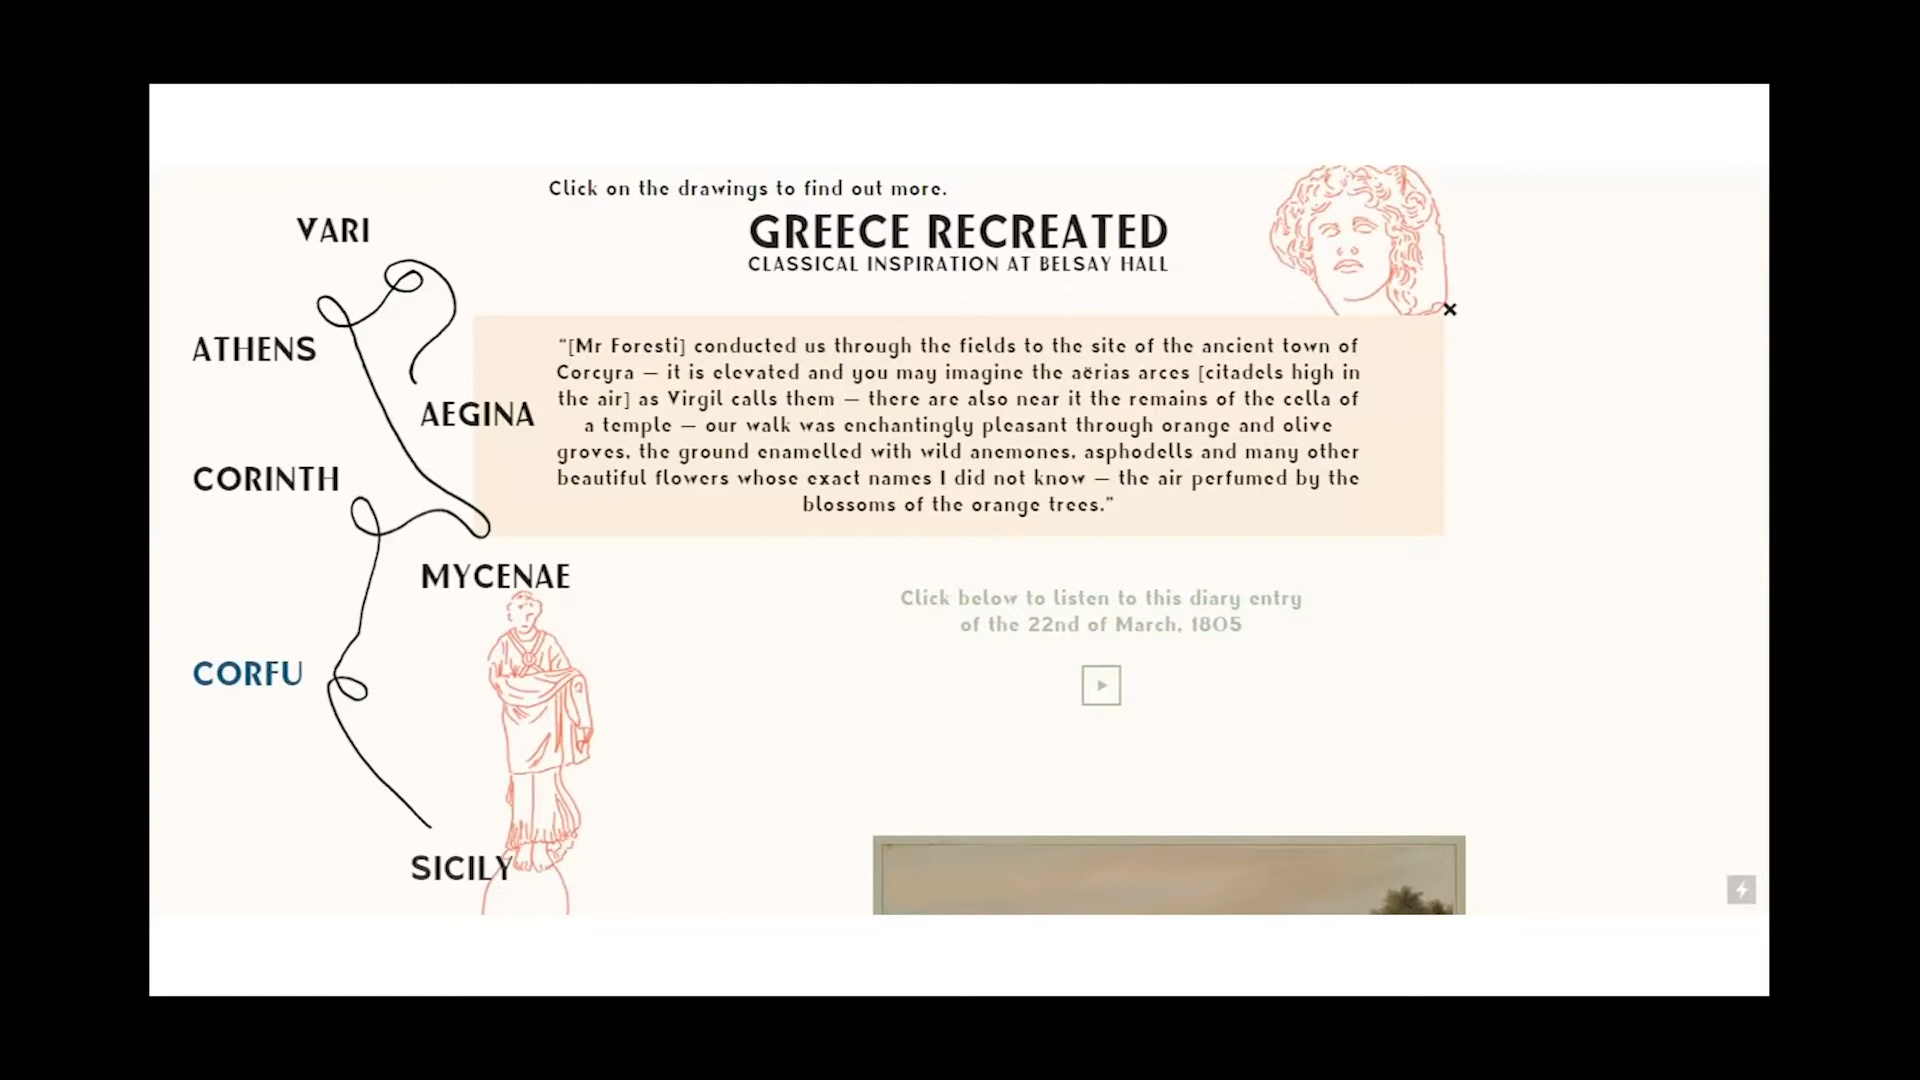 Click on the drawings to find out more.
GREECE RECREATED
CLASSICAL INSPIRATION AT BELSAY HALL
VARI
ATHENS
AEGINA
CORINTH
MYCENAE
CORFU
SICILY
"[Mr Foresti] conducted us through the fields to the site of the ancient town of
Corcyra – it is elevated and you may imagine the aërias arces [citadels high in
the air] as Virgil calls them – there are also near it the remains of the cella of
a temple – our walk was enchantingly pleasant through orange and olive
groves, the ground enamelled with wild anemones, asphodells and many other
beautiful flowers whose exact names I did not know – the air perfumed by the
blossoms of the orange trees."
Click below to listen to this diary entry
of the 22nd of March, 1805